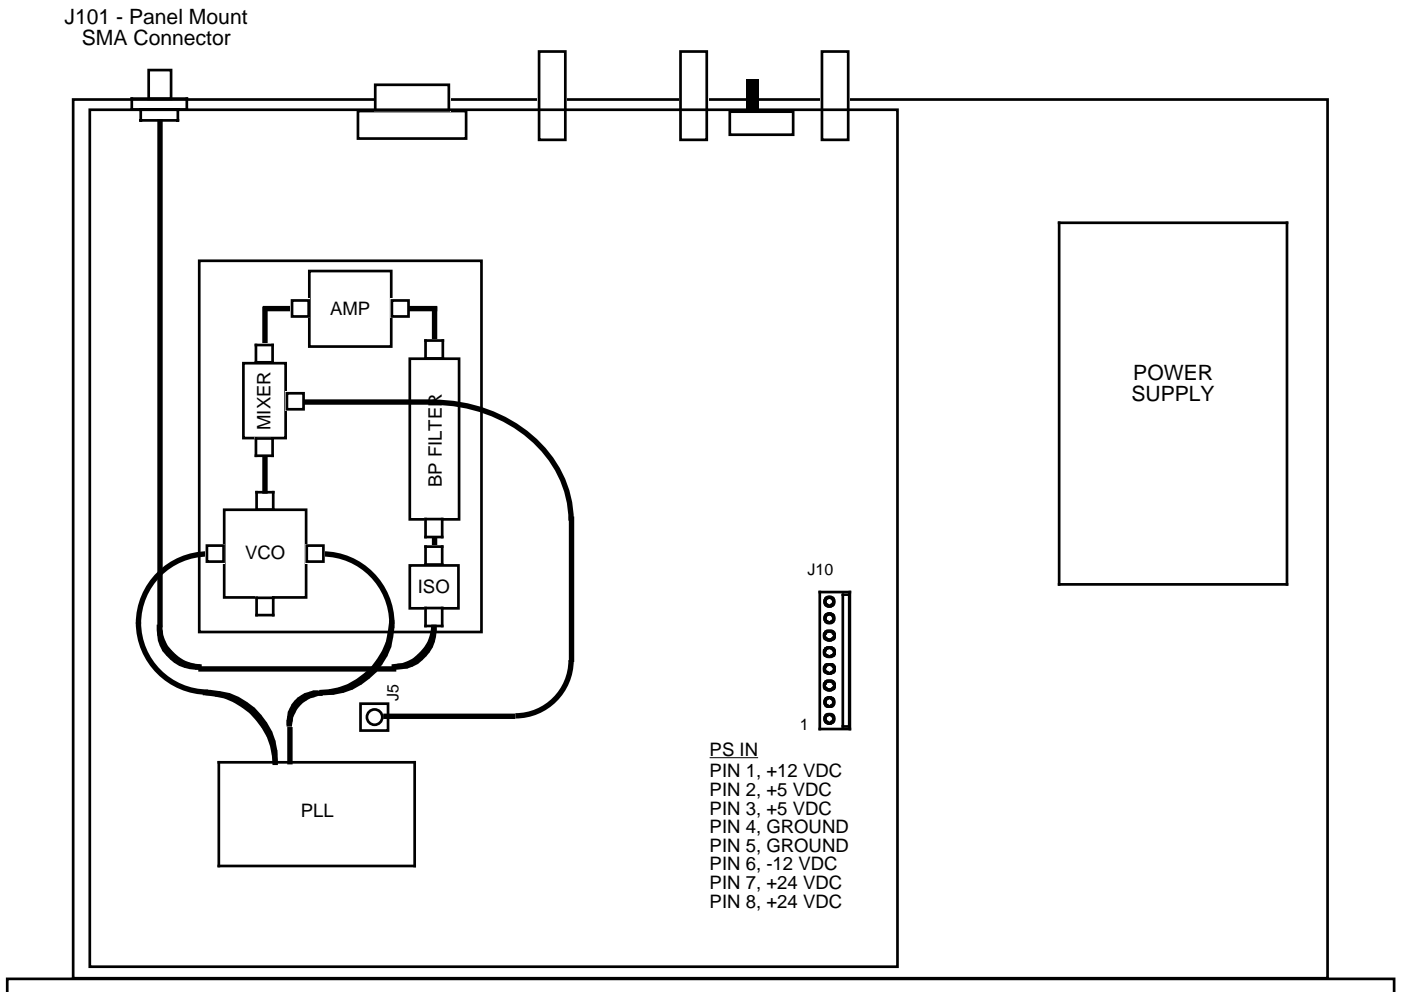 J101 - Panel Mount
SMA Connector
AMP
MIXER
BP FILTER
POWER
SUPPLY
VCO
ISO
J10
J5
1
PS IN
PIN 1, +12 VDC
PIN 2, +5 VDC
PIN 3, +5 VDC
PIN 4, GROUND
PIN 5, GROUND
PIN 6, -12 VDC
PIN 7, +24 VDC
PIN 8, +24 VDC
PLL